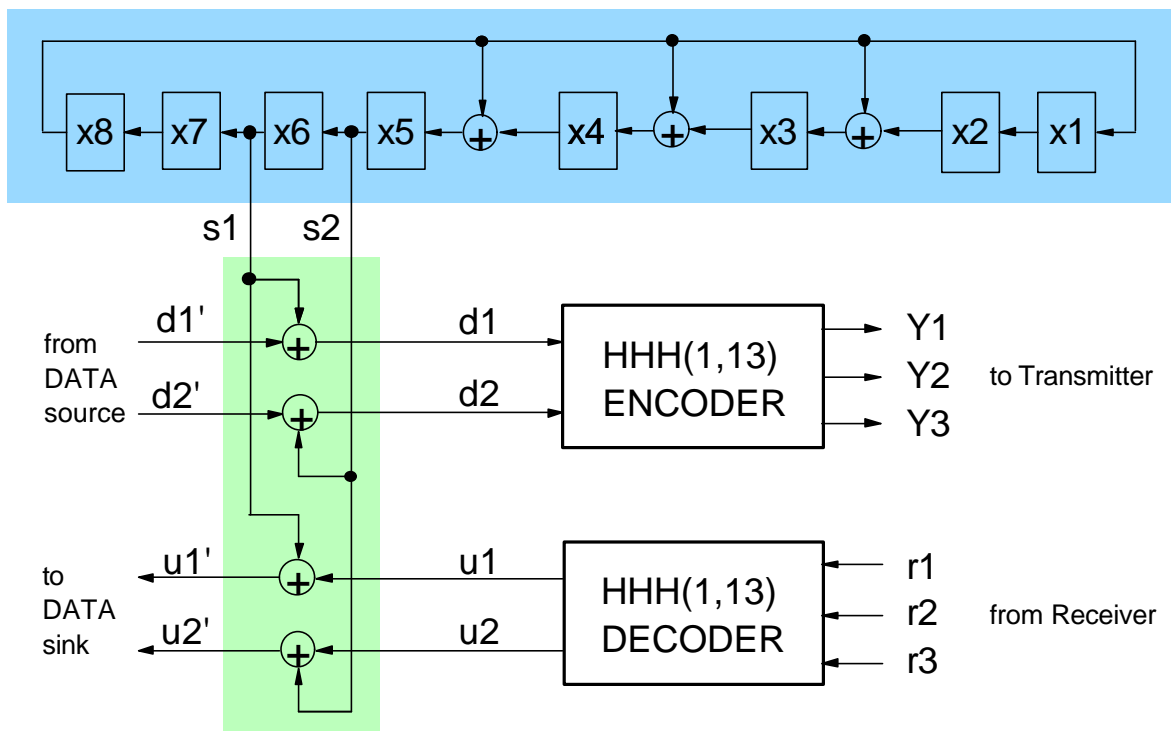 x8 x7 x6 x5 + x4 + x3 + x2 x1
s1 s2
d1' + d1
from
DATA
source
d2' + d2
HHH(1,13)
ENCODER
Y1
Y2
Y3
to Transmitter
to
DATA
sink
u1' + u1
u2' + u2
HHH(1,13)
DECODER
r1
r2
r3
from Receiver